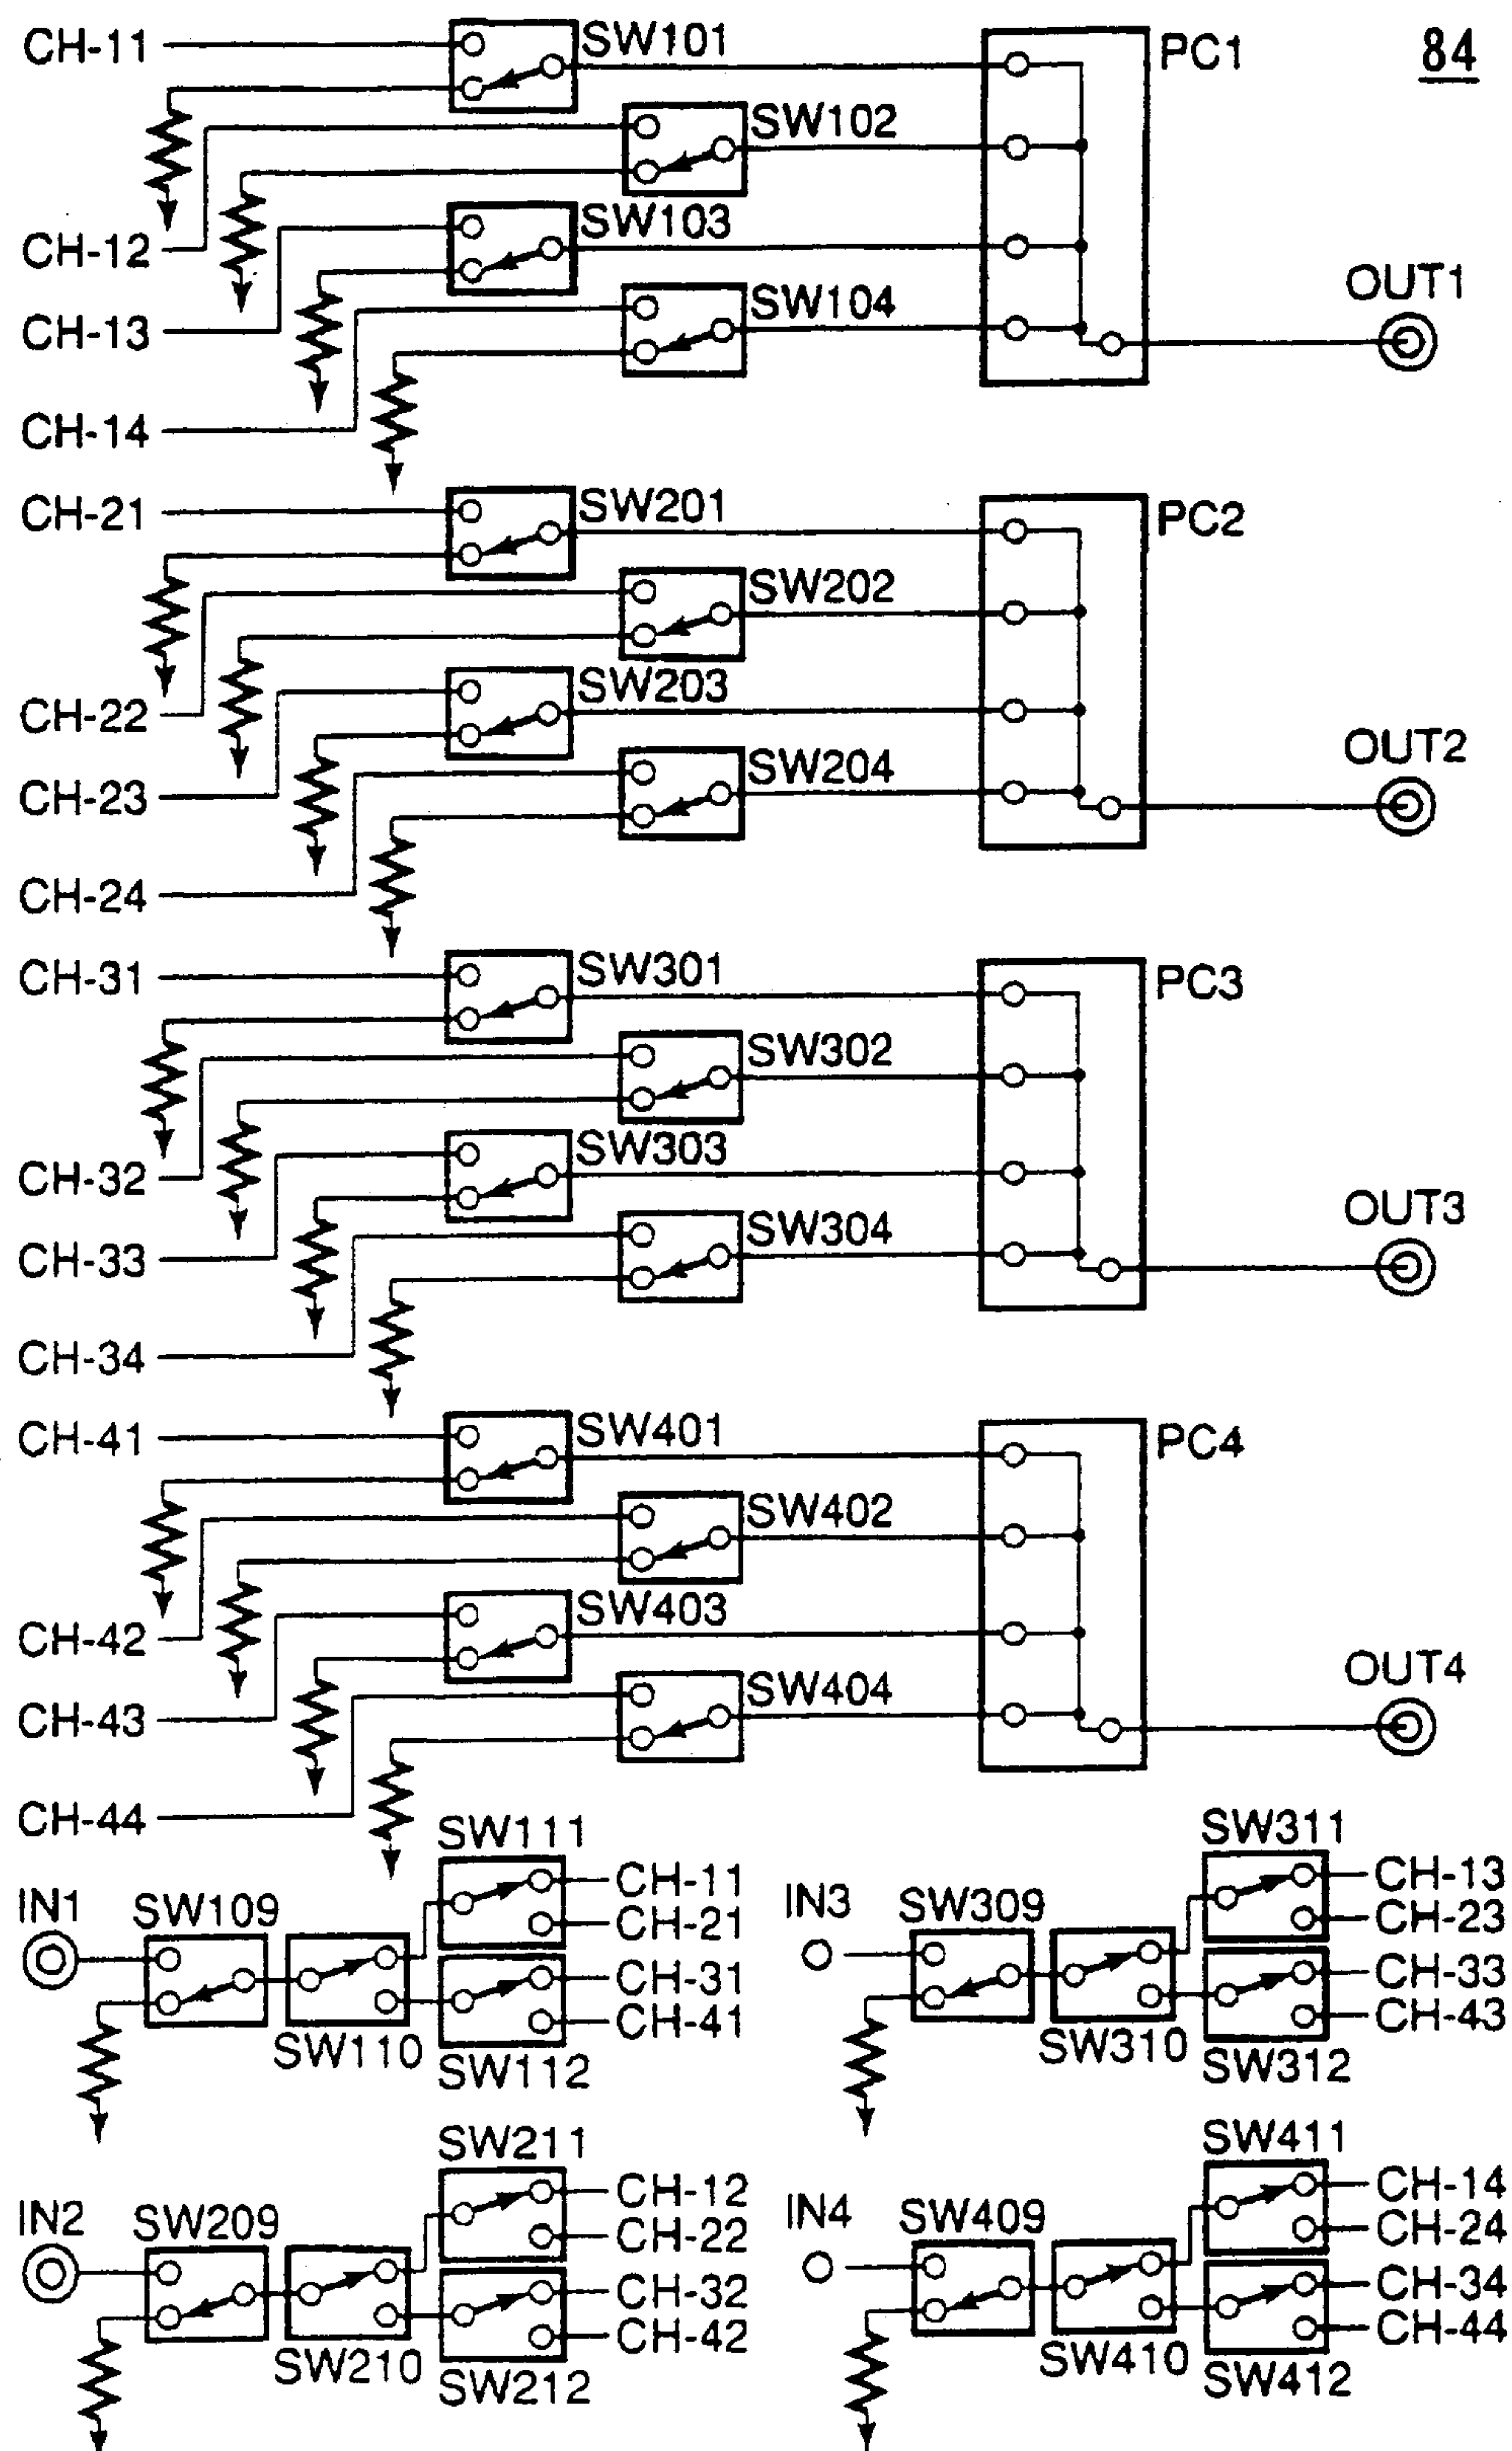 84
CH-11
SW101
PC1
SW102
CH-12
SW103
CH-13
SW104
OUT1
CH-14
CH-21
SW201
PC2
SW202
CH-22
SW203
CH-23
SW204
OUT2
CH-24
CH-31
SW301
PC3
SW302
CH-32
SW303
CH-33
SW304
OUT3
CH-34
CH-41
SW401
PC4
SW402
CH-42
SW403
CH-43
SW404
OUT4
CH-44
IN1
SW109
SW110
SW111
CH-11
CH-21
CH-31
CH-41
SW112
IN3
SW309
SW310
SW311
CH-13
CH-23
CH-33
CH-43
SW312
IN2
SW209
SW210
SW211
CH-12
CH-22
CH-32
CH-42
SW212
IN4
SW409
SW410
SW411
CH-14
CH-24
CH-34
CH-44
SW412